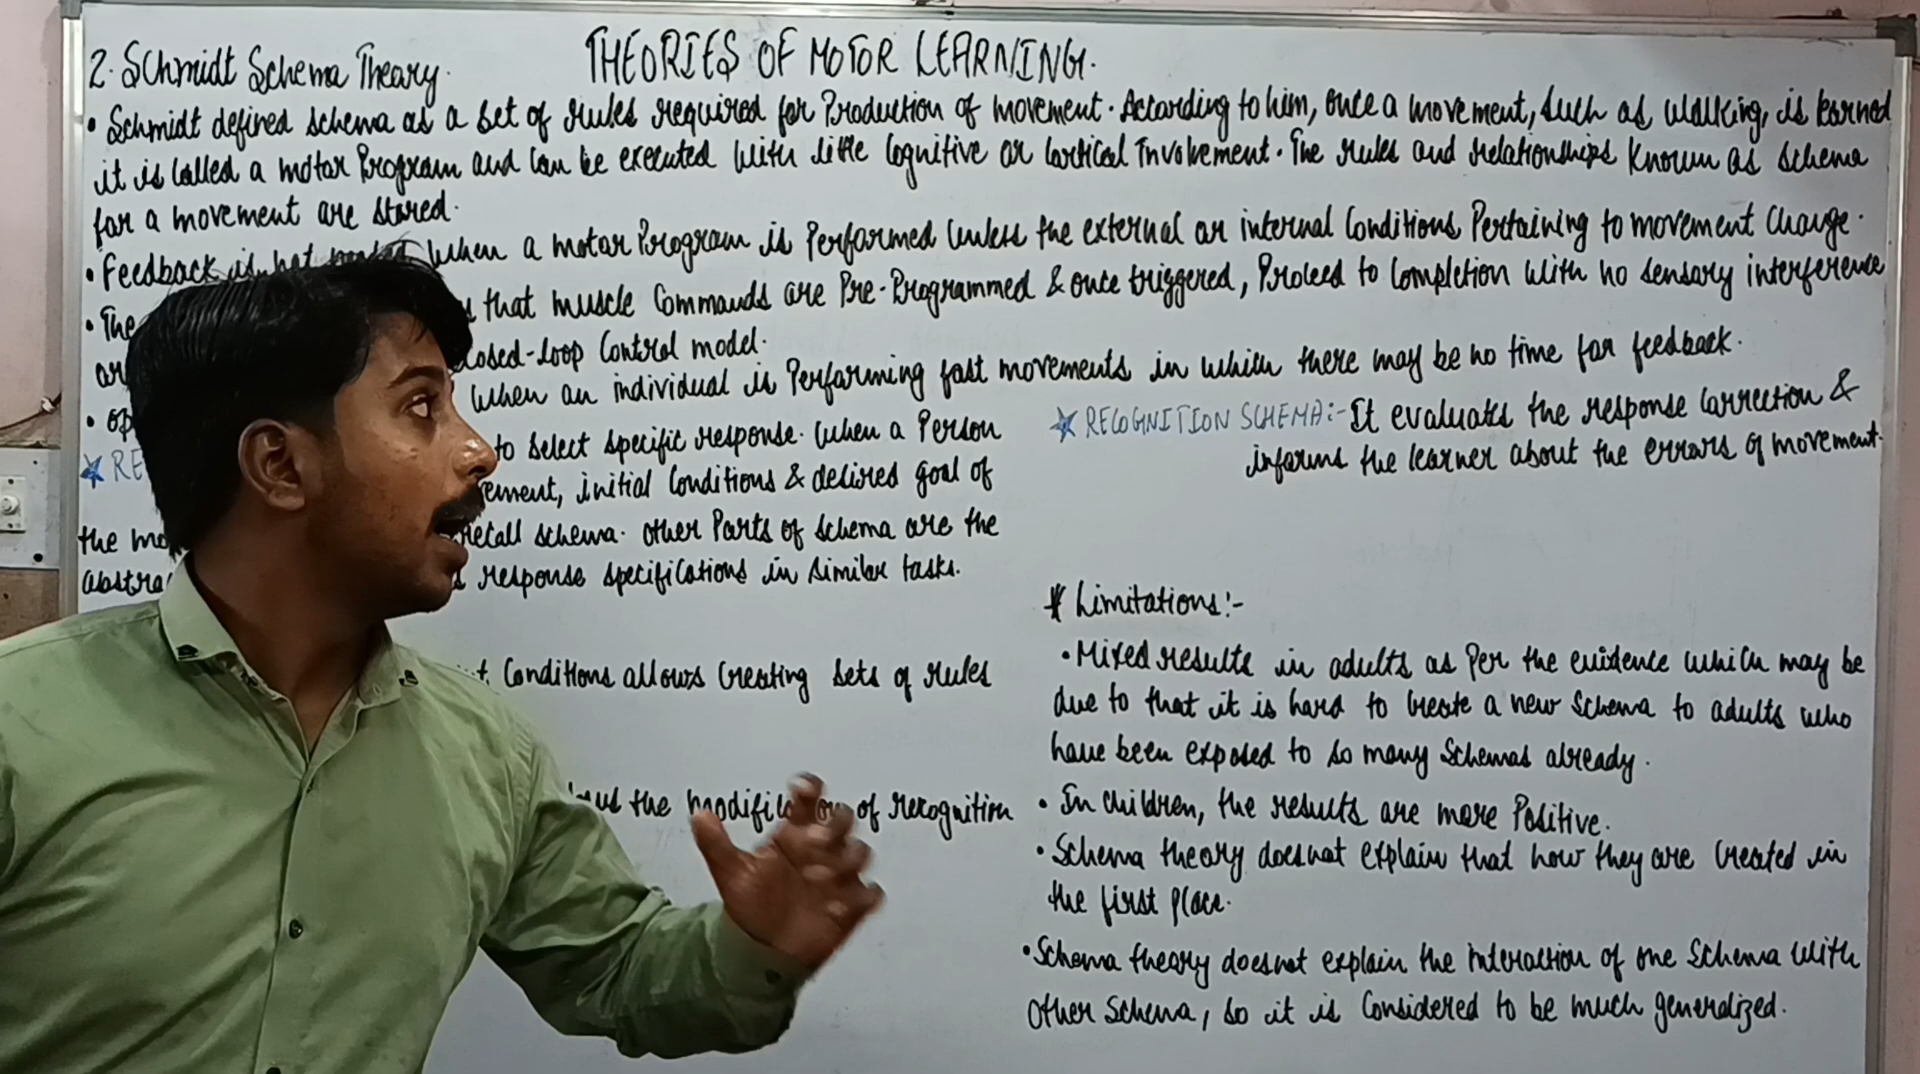 THEORIES OF MOTOR LEARNING.
2. Schmidt Schema Theory.
• Schmidt defined schema as a set of rules required for Production of movement. According to him, once a movement, such as walking, is learned
it is called a motor Program and can be executed with little Cognitive or Cortical Involvement. The rules and relationships Known as schema
for a movement are stored.
• Feedback is not when a motor Program is Performed unless the external or internal Conditions Pertaining to movement Change.
• The that muscle Commands are Pre-Programmed & once triggered, Proceed to Completion with no sensory interference
or closed-loop Control model.
• op when an individual is Performing fast movements in which there may be no time for feedback.
RE to select specific response. When a Person
ement, initial Conditions & desired goal of
the mo recall schema. other Parts of schema are the
abstra response specifications in similar tasks.
Conditions allows Creating sets of rules
the modification of recognition
RECOGNITION SCHEMA:- It evaluates the response Correction &
informs the learner about the errors of movement.
* Limitations:-
• Mixed results in adults as Per the evidence which may be
due to that it is hard to Create a new Schema to adults who
have been exposed to so many Schemas already.
• In Children, the results are more Positive.
• Schema theory doesnot explain that how they are Created in
the first place.
• Schema theory doesnot explain the interaction of one Schema with
Other Schema, so it is Considered to be much generalized.